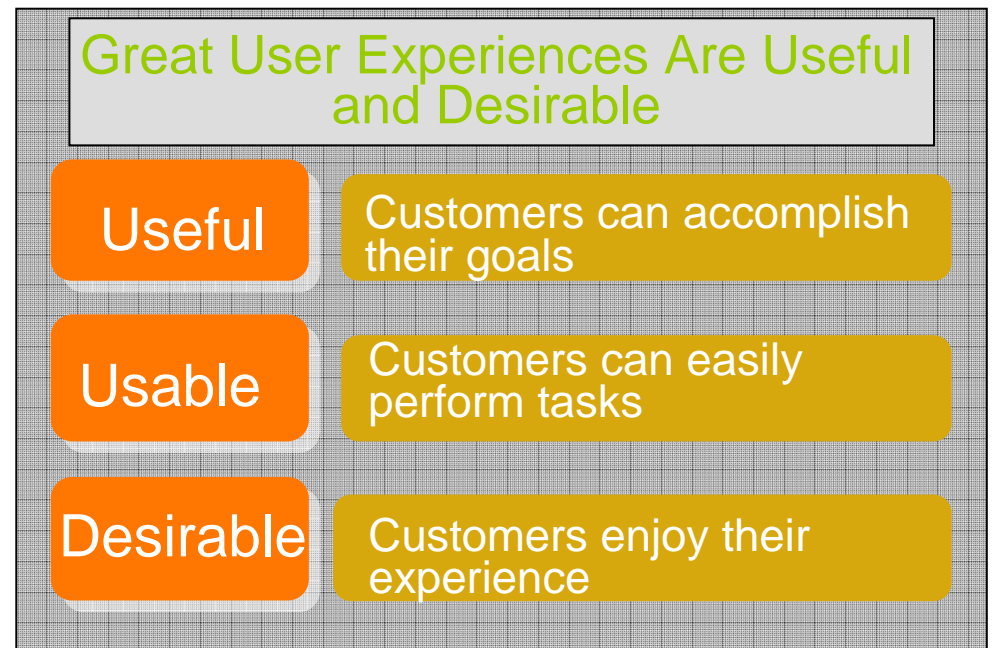 Great User Experiences Are Useful
and Desirable
Useful
Customers can accomplish
their goals
Usable
Customers can easily
perform tasks
Desirable
Customers enjoy their
experience